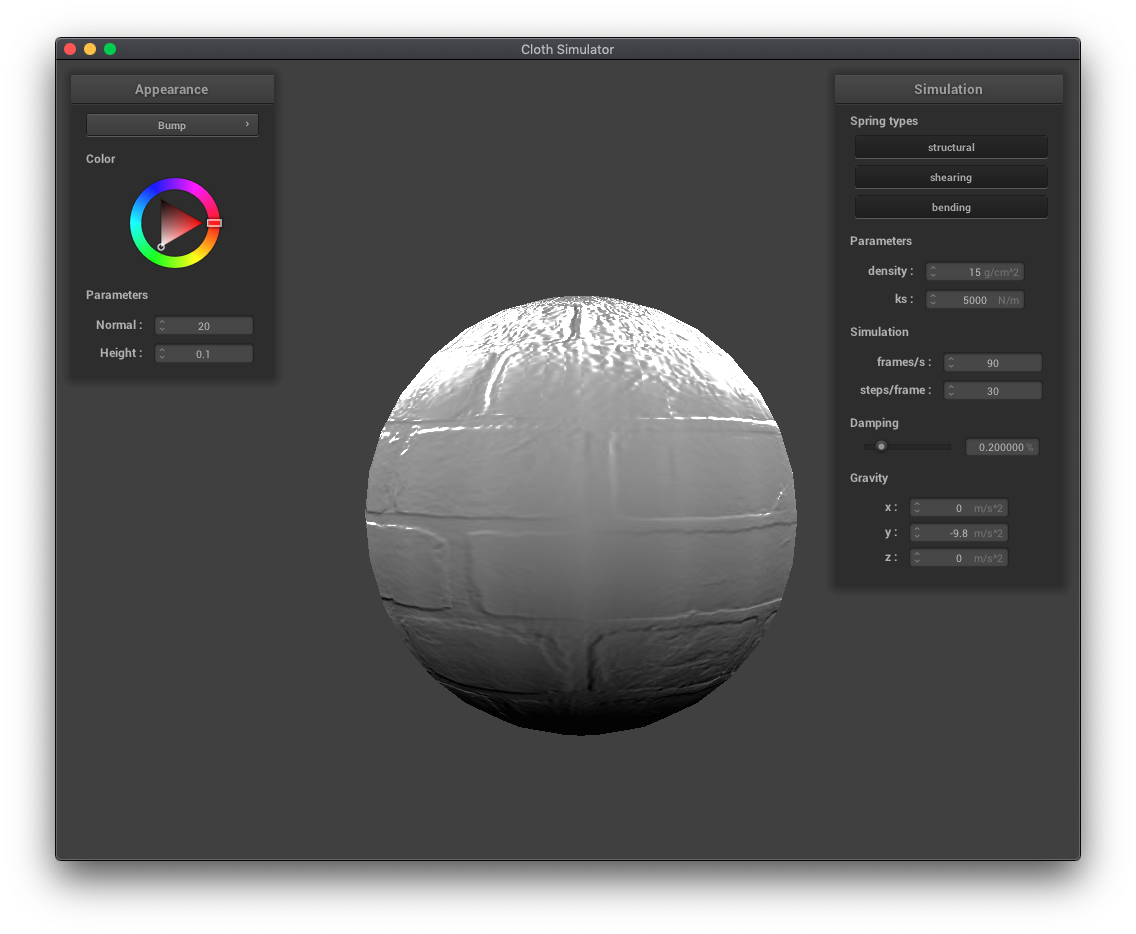 Cloth Simulator
Appearance
Bump
Color
Parameters
Normal : 20
Height : 0.1
Simulation
Spring types
structural
shearing
bending
Parameters
density : 15 g/cm^2
ks : 5000 N/m
Simulation
frames/s : 90
steps/frame : 30
Damping
0.200000 %
Gravity
x : 0 m/s^2
y : -9.8 m/s^2
z : 0 m/s^2